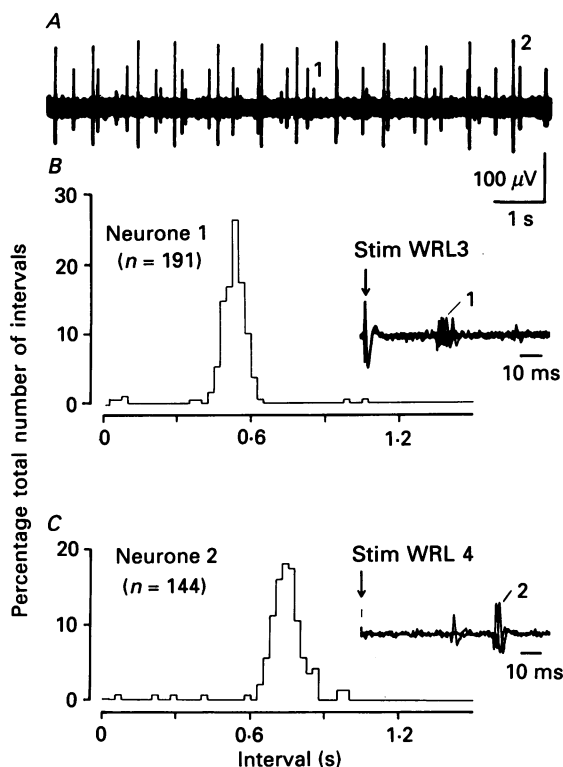 A
1
2
100 µV
1 s
B
30
20
10
0
Neurone 1
(n = 191)
Stim WRL3
1
10 ms
0
0·6
1·2
Percentage total number of intervals
C
20
10
0
Neurone 2
(n = 144)
Stim WRL 4
2
10 ms
0
0·6
1·2
Interval (s)